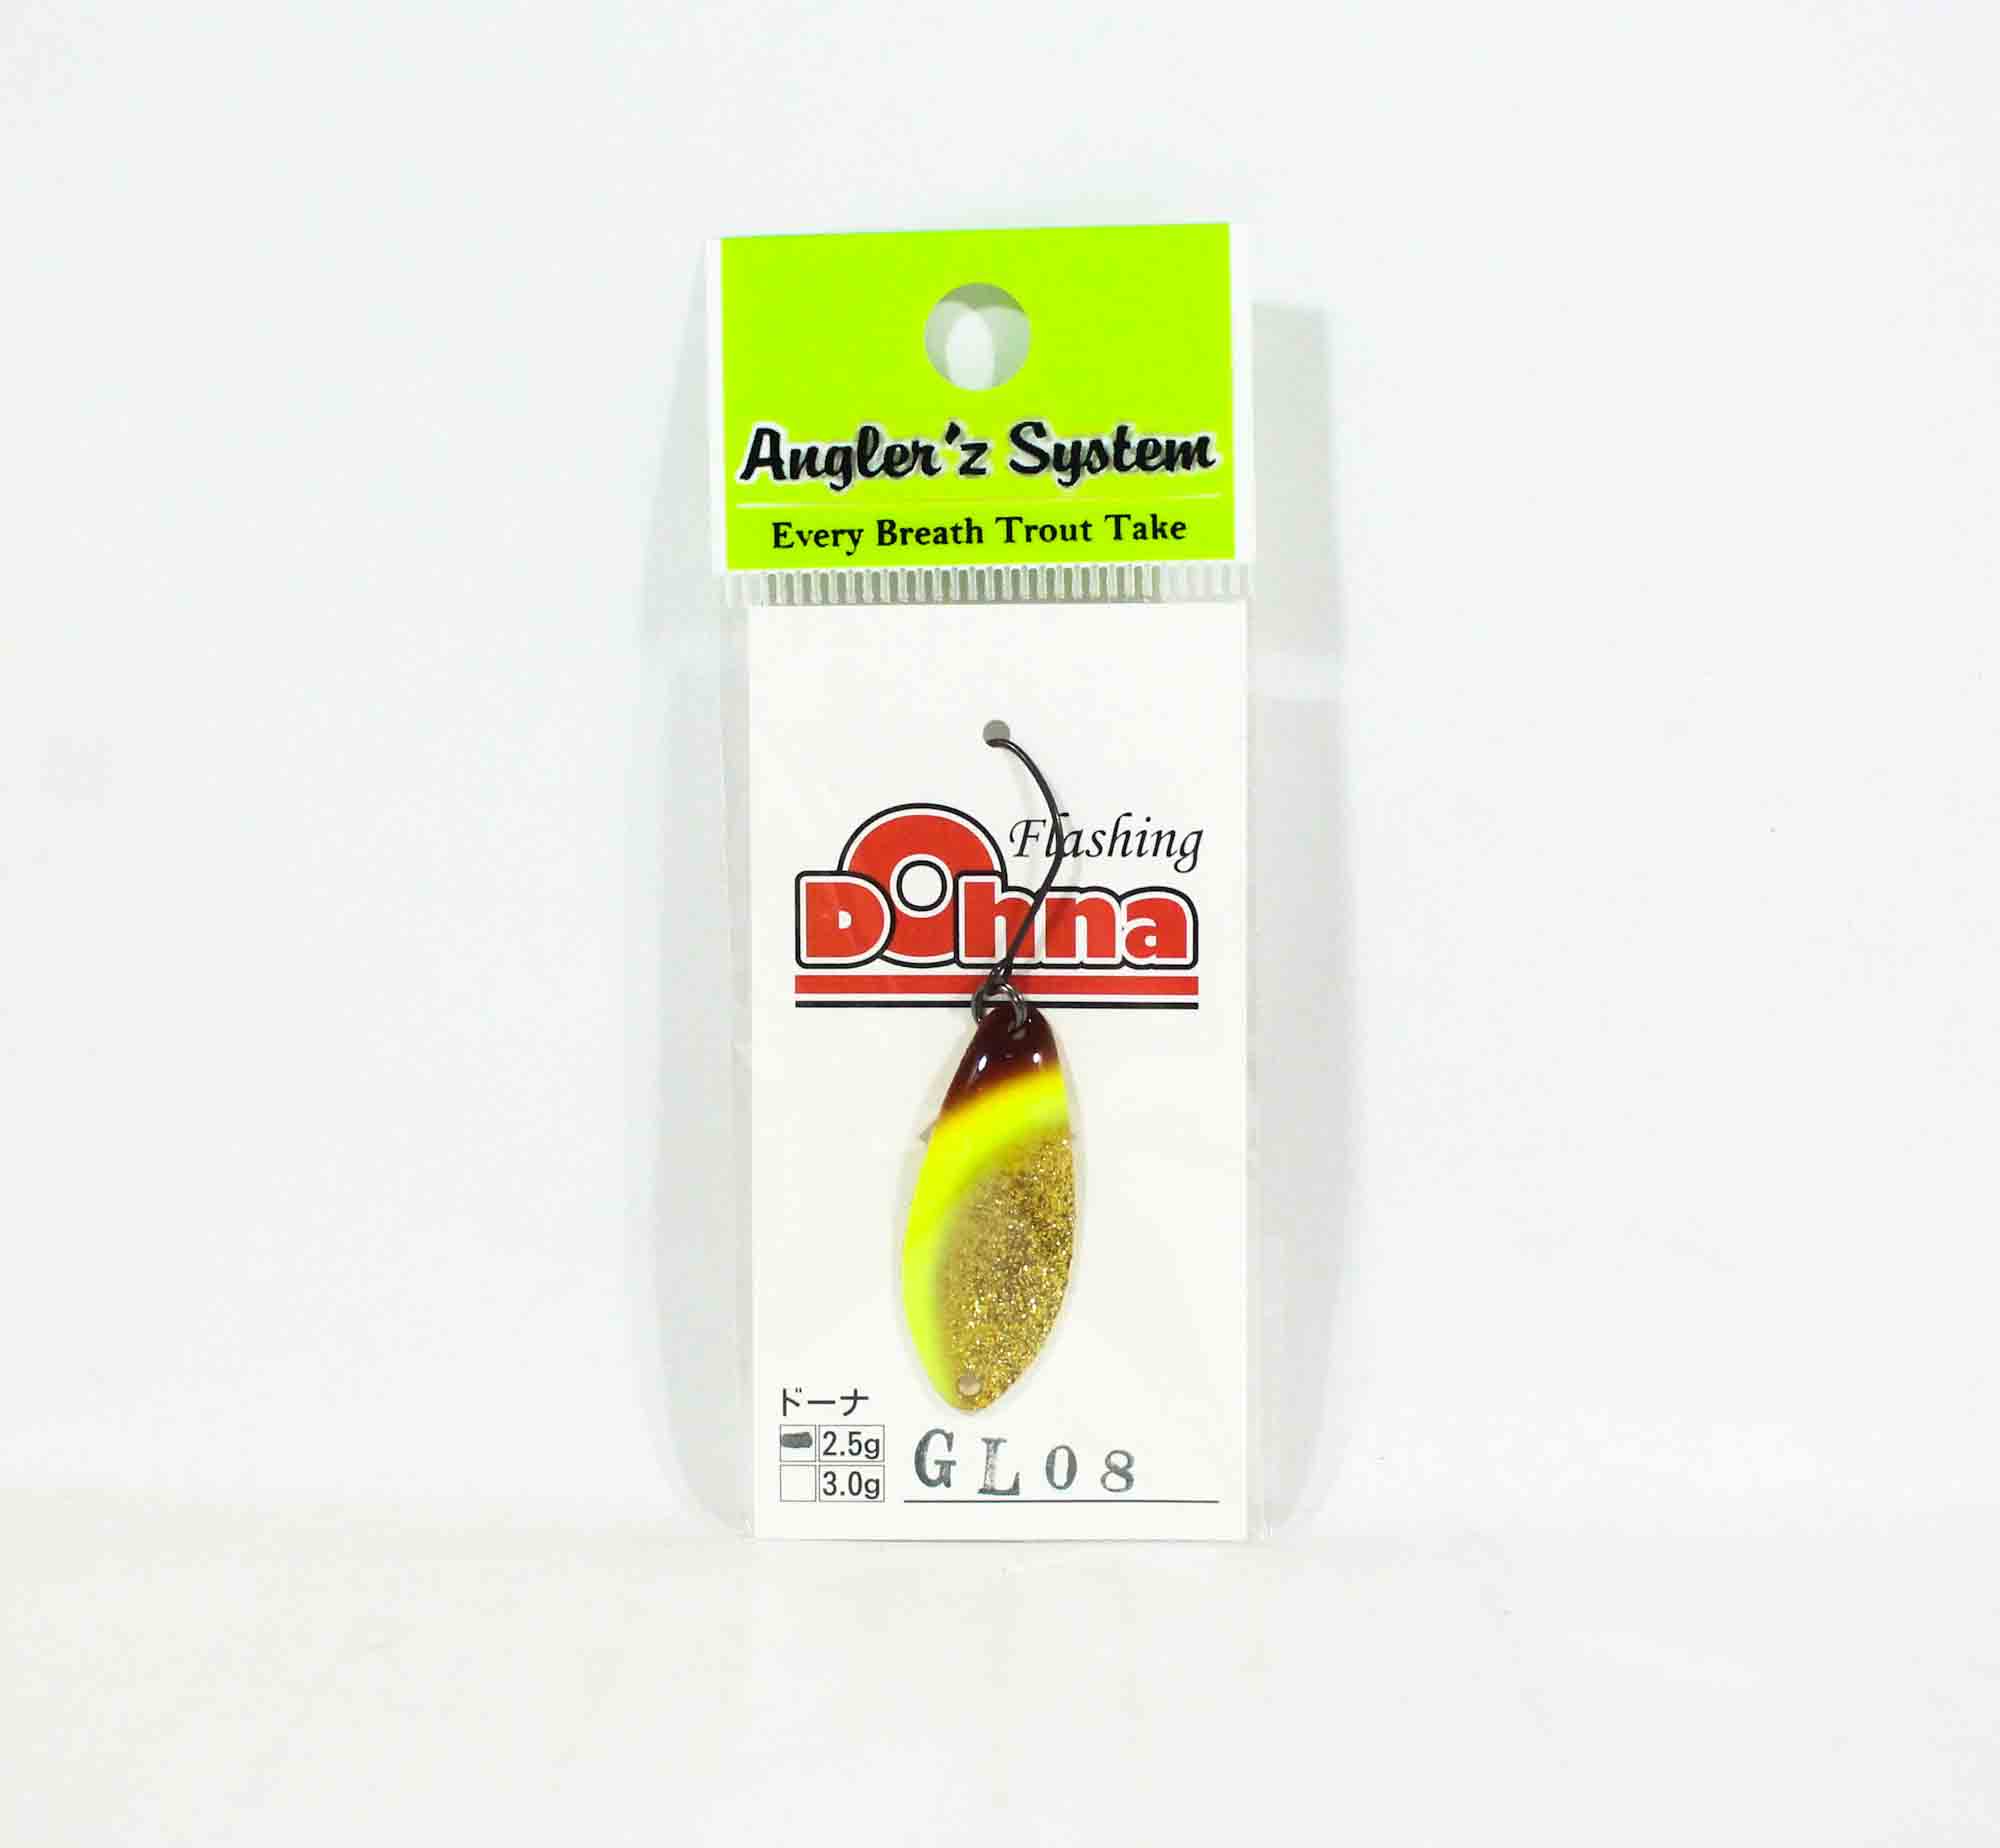 Angler'z System
Every Breath Trout Take
Flashing
Dohna
ドーナ
2.5g
3.0g
GL08